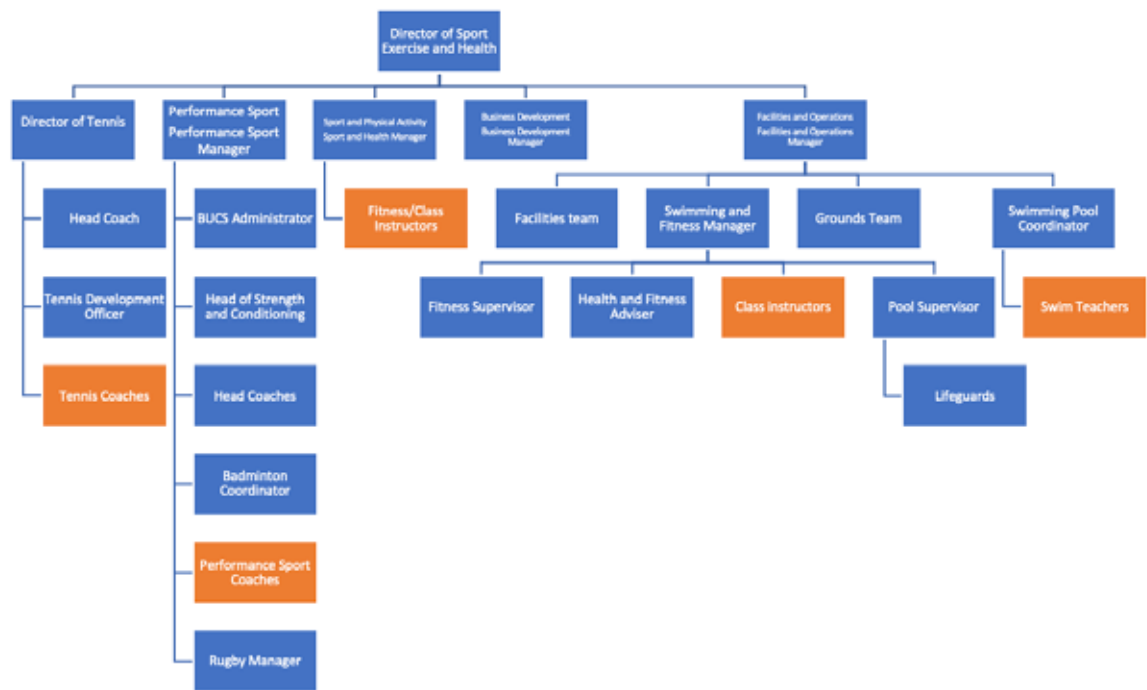 Director of Sport
Exercise and Health
Director of Tennis
Performance Sport
Performance Sport
Manager
Sport and Physical Activity
Sport and Health Manager
Business Development
Business Development
Manager
Facilities and Operations
Facilities and Operations
Manager
Head Coach
BUCS Administrator
Fitness/Class
Instructors
Facilities team
Swimming and
Fitness Manager
Grounds Team
Swimming Pool
Coordinator
Tennis Development
Officer
Head of Strength
and Conditioning
Fitness Supervisor
Health and Fitness
Adviser
Class Instructors
Pool Supervisor
Swim Teachers
Tennis Coaches
Head Coaches
Lifeguards
Badminton
Coordinator
Performance Sport
Coaches
Rugby Manager